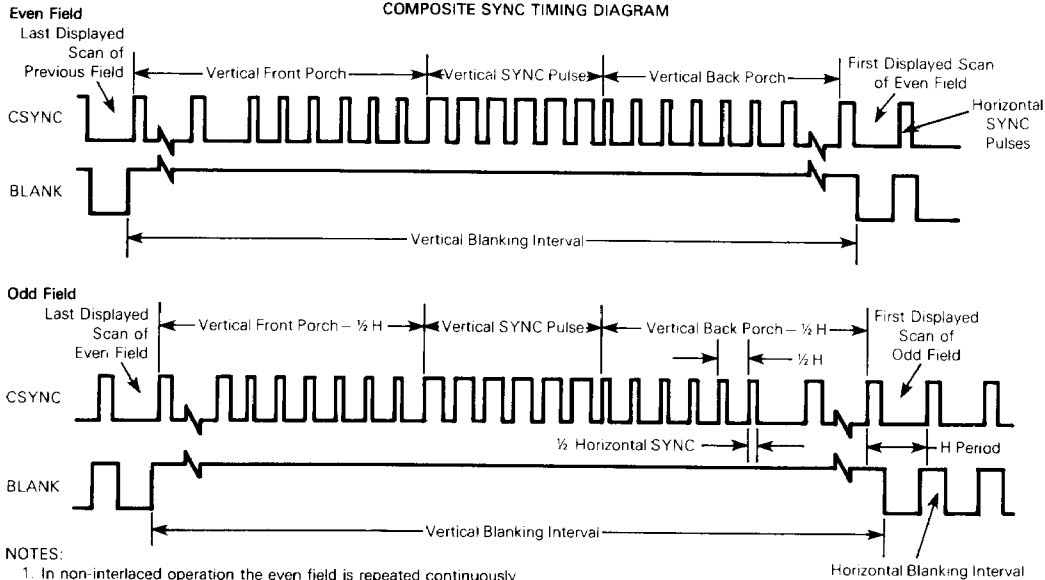 COMPOSITE SYNC TIMING DIAGRAM
Even Field
Last Displayed
Scan of
Previous Field
Vertical Front Porch
Vertical SYNC Pulse
Vertical Back Porch
First Displayed Scan
of Even Field
Horizontal
SYNC
Pulses
CSYNC
BLANK
Vertical Blanking Interval
Odd Field
Last Displayed
Scan of
Even Field
Vertical Front Porch – ½ H
Vertical SYNC Pulse
Vertical Back Porch – ½ H
First Displayed
Scan of
Odd Field
½ H
CSYNC
½ Horizontal SYNC
H Period
BLANK
Vertical Blanking Interval
Horizontal Blanking Interval
NOTES:
1. In non-interlaced operation the even field is repeated continuously